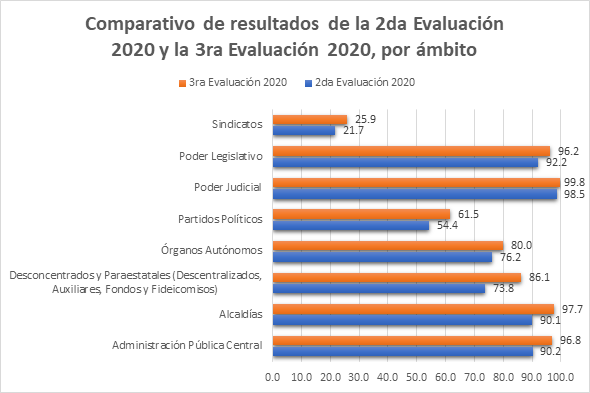 Comparativo de resultados de la 2da Evaluación
2020 y la 3ra Evaluación 2020, por ámbito
3ra Evaluación 2020 2da Evaluación 2020
Sindicatos 25.9
21.7
Poder Legislativo 96.2
92.2
Poder Judicial 99.8
98.5
Partidos Políticos 61.5
54.4
Órganos Autónomos 80.0
76.2
Desconcentrados y Paraestatales (Descentralizados,
Auxiliares, Fondos y Fideicomisos)
86.1
73.8
Alcaldías 97.7
90.1
Administración Pública Central 96.8
90.2
0.0 10.0 20.0 30.0 40.0 50.0 60.0 70.0 80.0 90.0 100.0